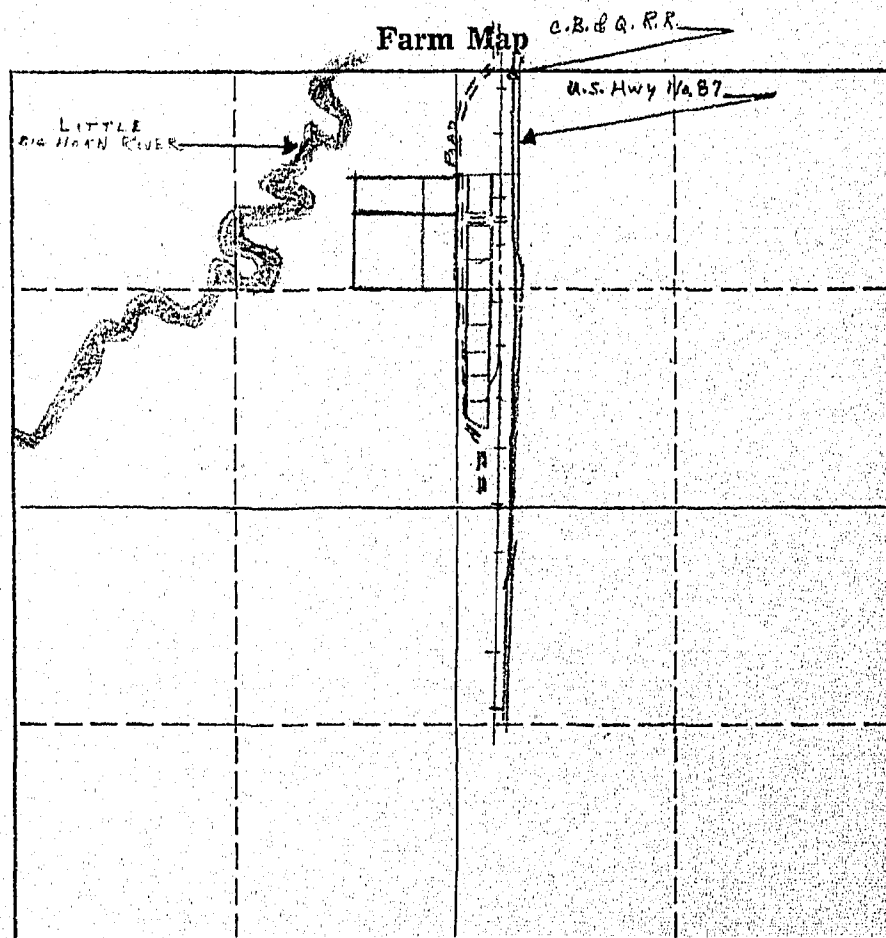 Farm Map
C.B. & Q. R.R.
U.S. Hwy No. 87
LITTLE
BIG HORN RIVER